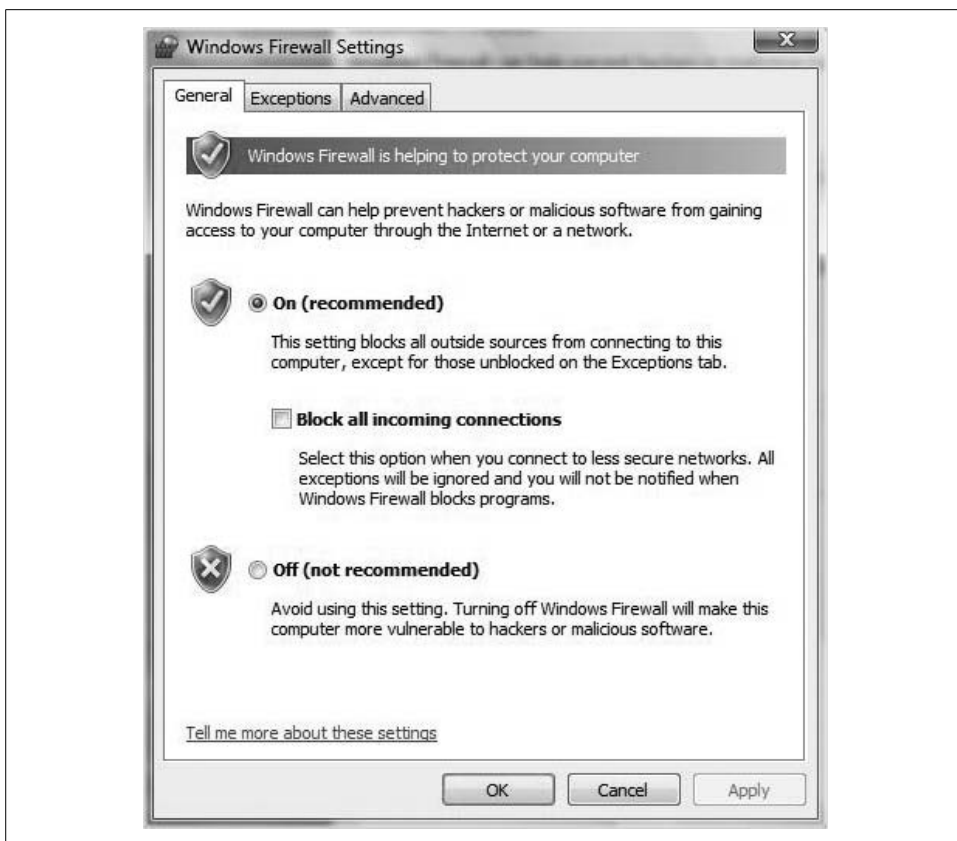 Windows Firewall Settings
General Exceptions Advanced
Windows Firewall is helping to protect your computer
Windows Firewall can help prevent hackers or malicious software from gaining
access to your computer through the Internet or a network.
On (recommended)
This setting blocks all outside sources from connecting to this
computer, except for those unblocked on the Exceptions tab.
Block all incoming connections
Select this option when you connect to less secure networks. All
exceptions will be ignored and you will not be notified when
Windows Firewall blocks programs.
Off (not recommended)
Avoid using this setting. Turning off Windows Firewall will make this
computer more vulnerable to hackers or malicious software.
Tell me more about these settings
OK Cancel Apply